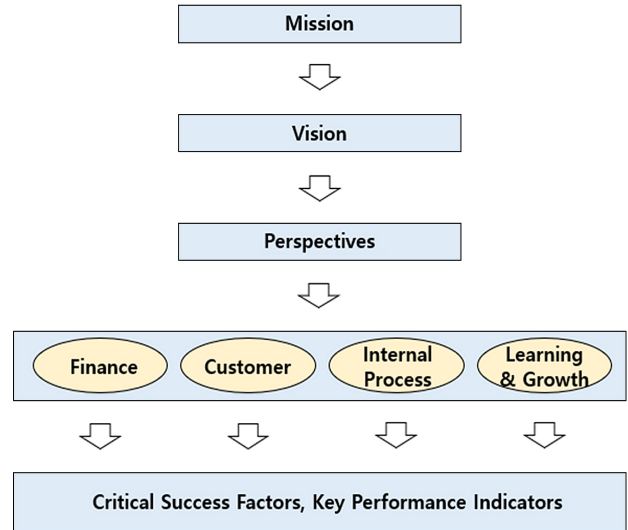 Mission
Vision
Perspectives
Finance
Customer
Internal
Process
Learning
& Growth
Critical Success Factors, Key Performance Indicators